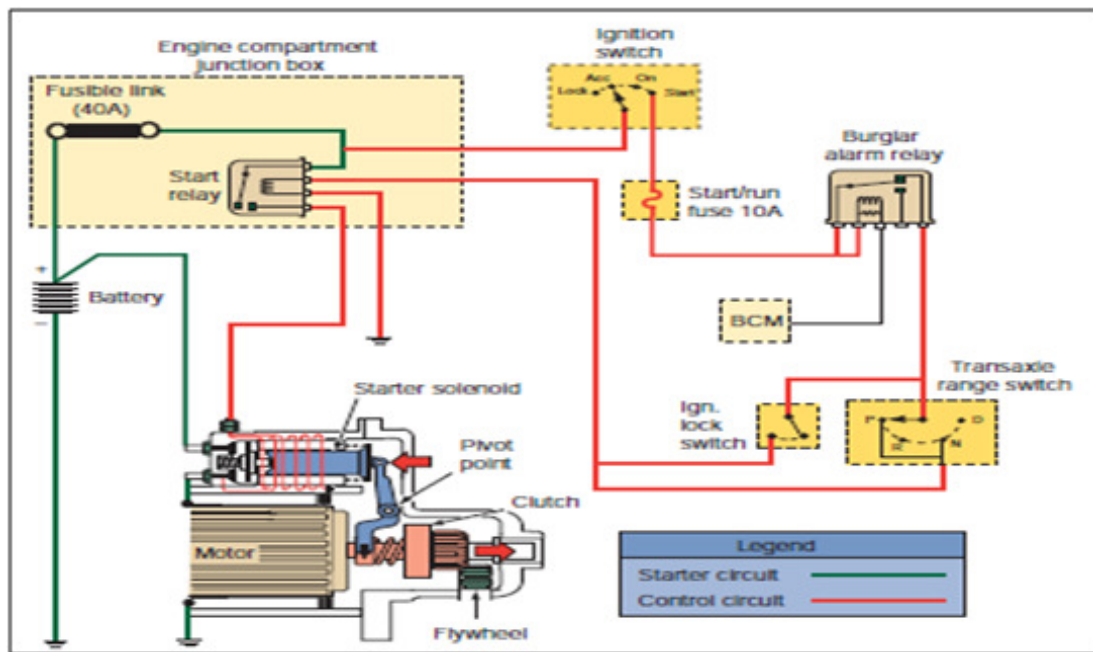 Engine compartment
junction box
Fusible link
(40A)
Start
relay
Ignition
switch
Acc
On
Lock
Start
Start/run
fuse 10A
Burglar
alarm relay
+
Battery
−
BCM
Transaxle
range switch
P
R
N
D
Ign.
lock
switch
Starter solenoid
Pivot
point
Clutch
Motor
Flywheel
Legend
Starter circuit
Control circuit